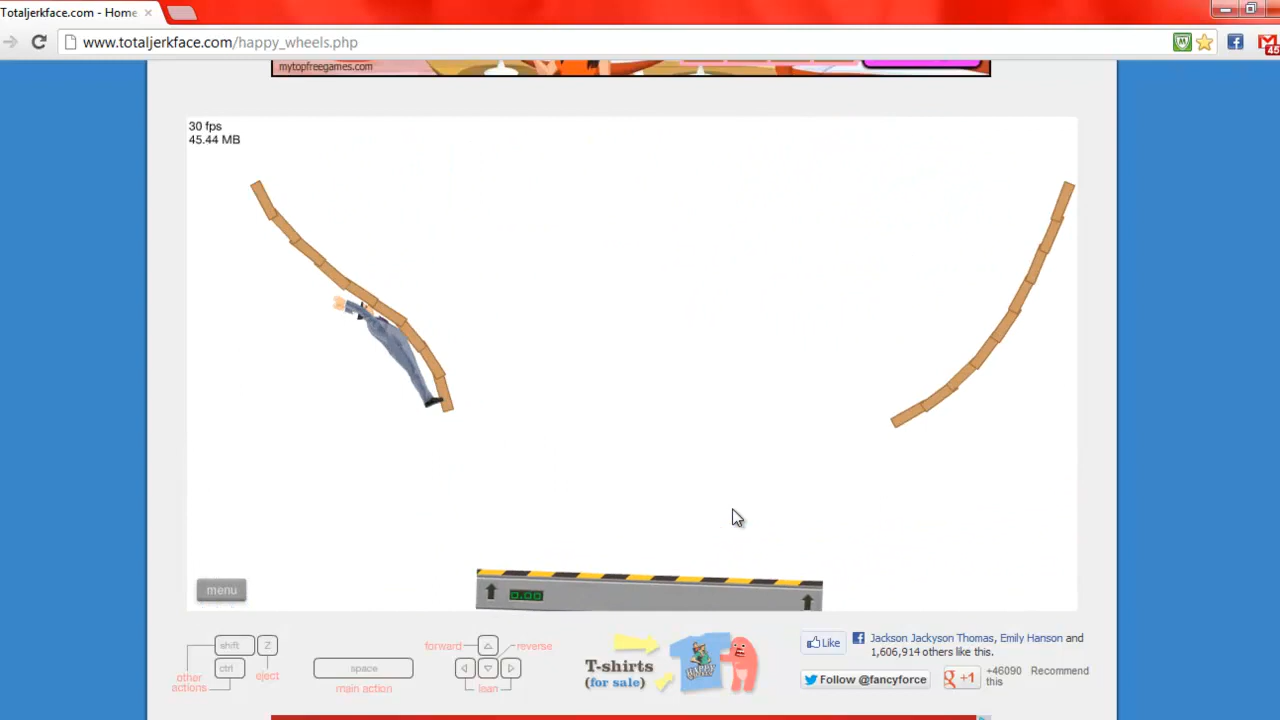 Totaljerkface.com - Home
www.totaljerkface.com/happy_wheels.php
45
mytopfreegames.com
30 fps
45.44 MB
0.00
menu
shift
Z
ctrl
other
actions
eject
space
main action
forward
reverse
lean
T-shirts
(for sale)
Like
Jackson Jackyson Thomas, Emily Hanson and
1,606,914 others like this.
Follow @fancyforce
+1
+46090 Recommend
this